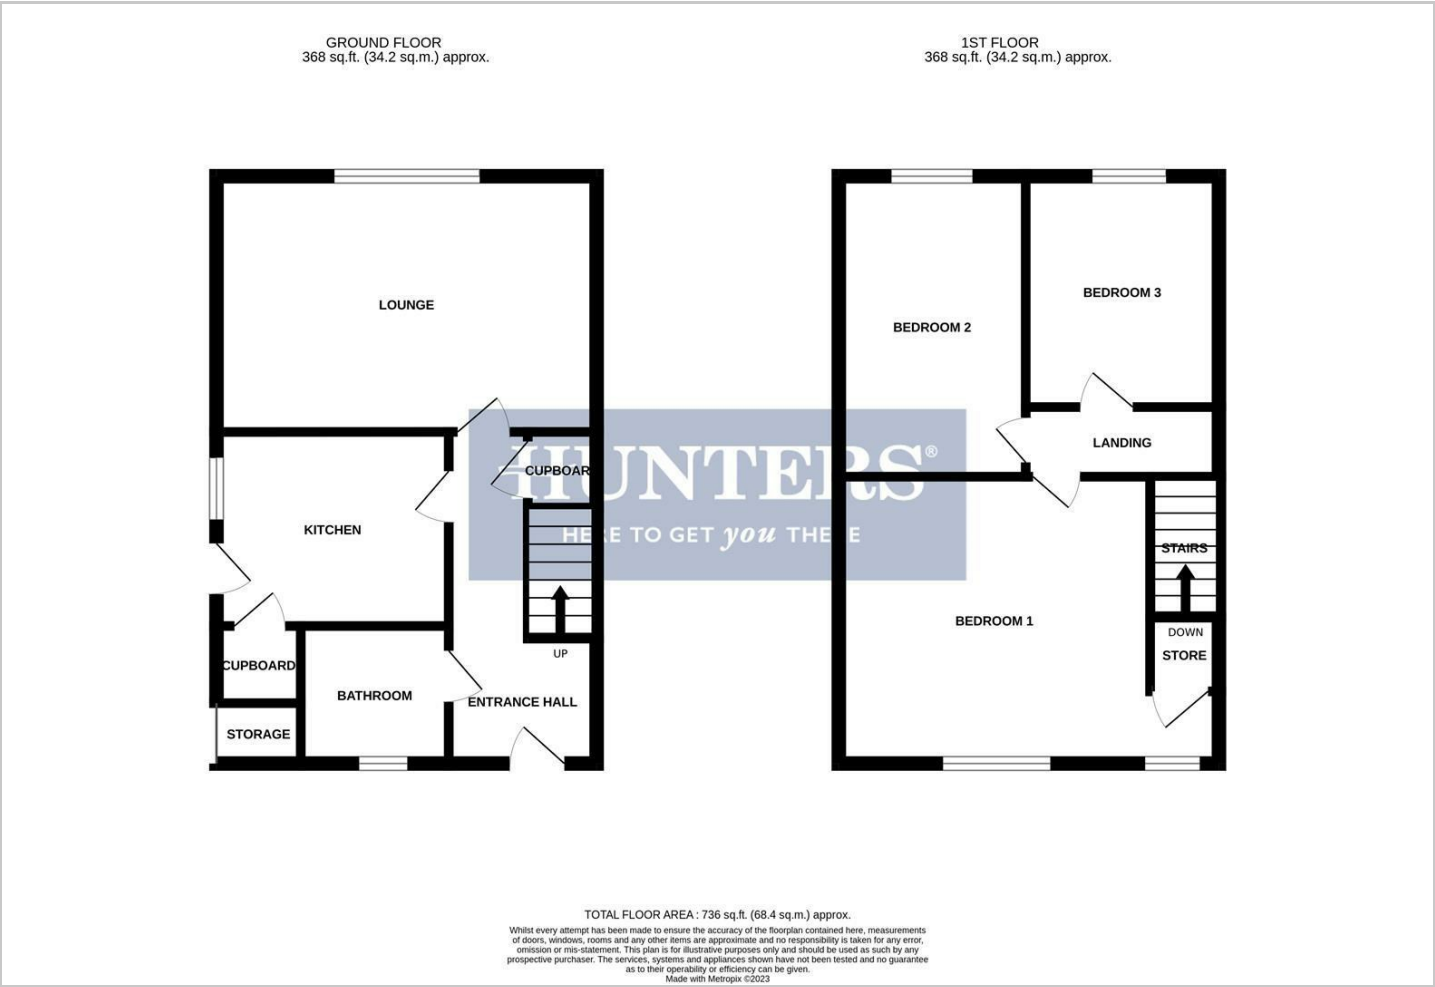 GROUND FLOOR
368 sq.ft. (34.2 sq.m.) approx.
1ST FLOOR
368 sq.ft. (34.2 sq.m.) approx.
LOUNGE
CUPBOAR
KITCHEN
CUPBOARD
BATHROOM
STORAGE
UP
ENTRANCE HALL
BEDROOM 2
BEDROOM 3
LANDING
STAIRS
BEDROOM 1
DOWN
STORE
HUNTERS®
HERE TO GET you THERE
TOTAL FLOOR AREA : 736 sq.ft. (68.4 sq.m.) approx.
Whilst every attempt has been made to ensure the accuracy of the floorplan contained here, measurements
of doors, windows, rooms and any other items are approximate and no responsibility is taken for any error,
omission or mis-statement. This plan is for illustrative purposes only and should be used as such by any
prospective purchaser. The services, systems and appliances shown have not been tested and no guarantee
as to their operability or efficiency can be given.
Made with Metropix ©2023